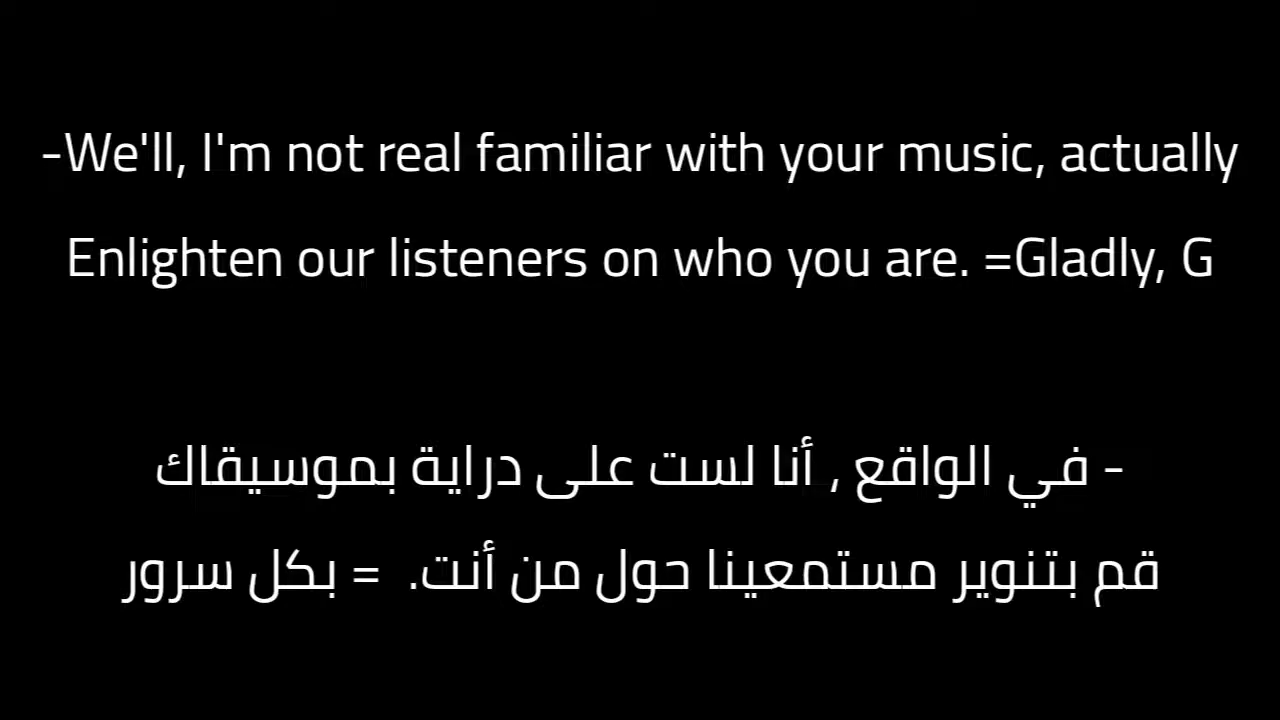 -We'll, I'm not real familiar with your music, actually
Enlighten our listeners on who you are. =Gladly, G
- في الواقع , أنا لست على دراية بموسيقاك
قم بتنوير مستمعينا حول من أنت. = بكل سرور